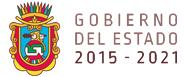 GOBIERNO
DEL ESTADO
2015 - 2021